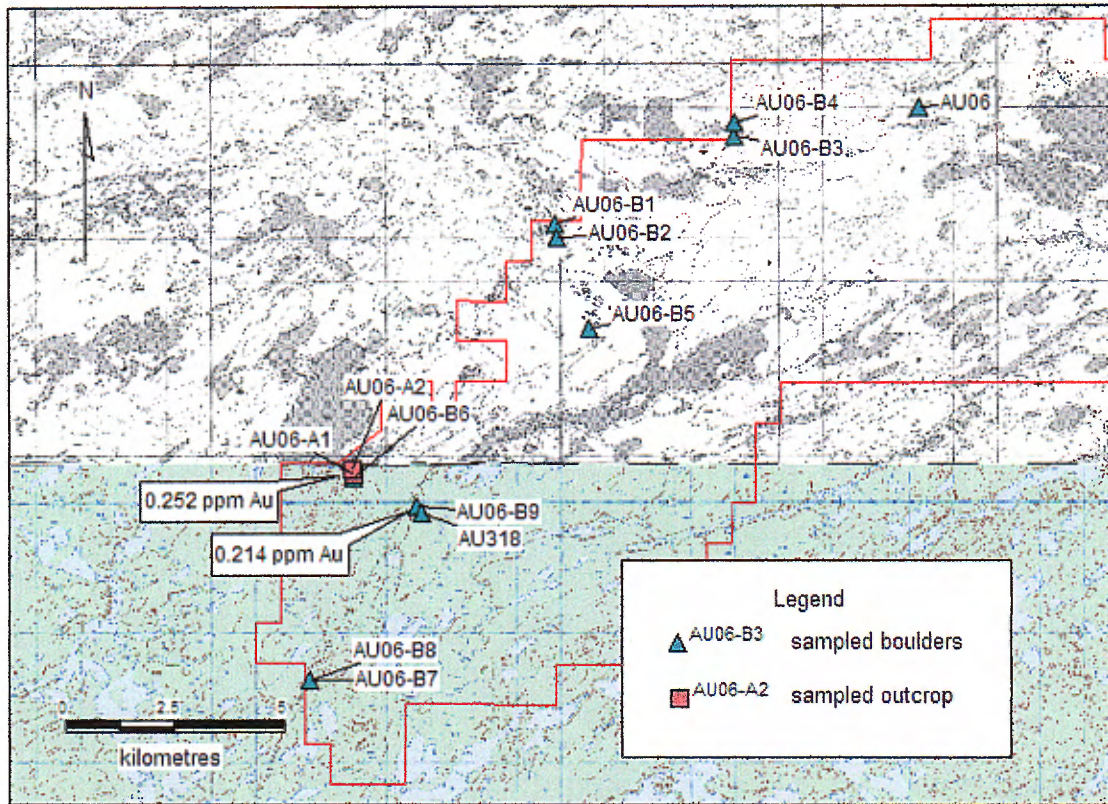 N
AU06-B4
AU06
AU06-B3
AU06-B1
AU06-B2
AU06-B5
AU06-A2
AU06-B6
AU06-A1
0.252 ppm Au
AU06-B9
AU318
0.214 ppm Au
AU06-B8
AU06-B7
0 2.5 5
kilometres
Legend
AU06-B3 sampled boulders
AU06-A2 sampled outcrop